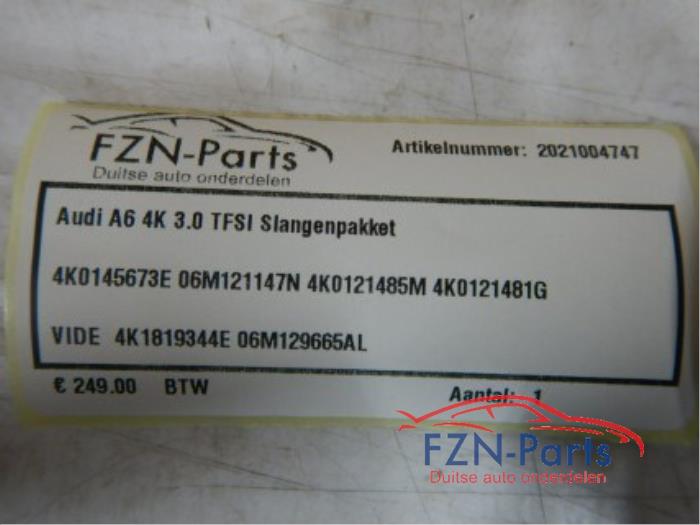 FZN-Parts
Duitse auto onderdelen
Artikelnummer: 2021004747
Audi A6 4K 3.0 TFSI Slangenpakket
4K0145673E 06M121147N 4K0121485M 4K0121481G
VIDE 4K1819344E 06M129665AL
€ 249.00 BTW
Aantal: 1
FZN-Parts
Duitse auto onderdelen